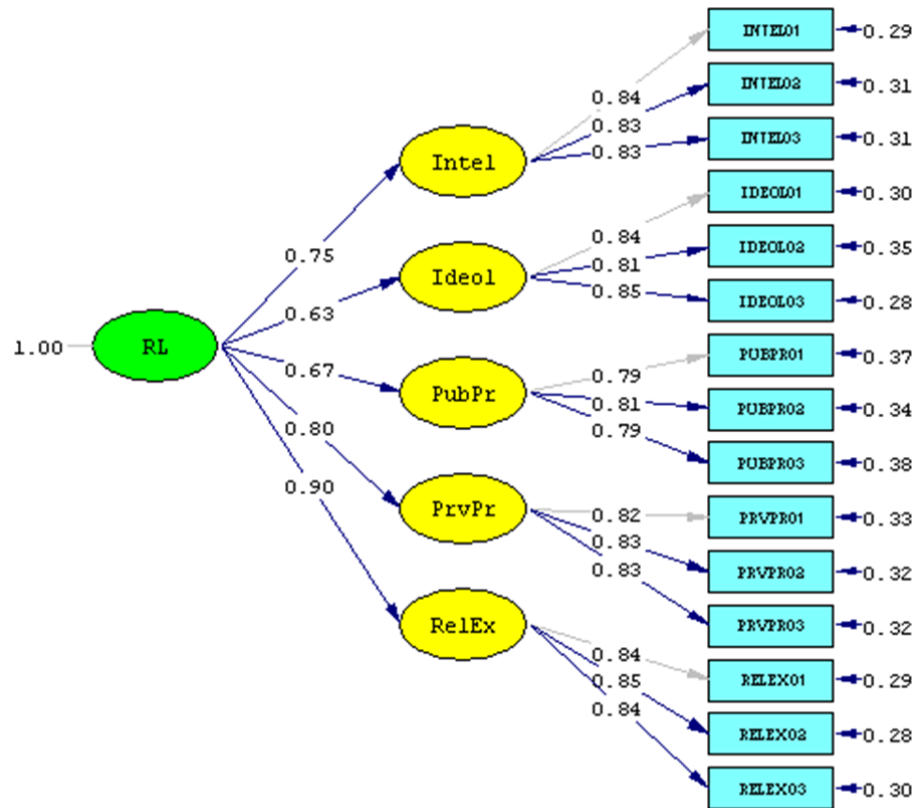 INTEL01 0.29
0.84
INTEL02 0.31
0.83
INTEL03 0.31
0.83
Intel
IDEOL01 0.30
0.84
0.75
IDEOL02 0.35
0.81
Ideol
0.85
IDEOL03 0.28
0.63
1.00 RL
PUBPR01 0.37
0.67
0.79
PubPr
0.81
PUBPR02 0.34
0.80
0.79
PUBPR03 0.38
0.90
PrvPr
0.82
PRVPR01 0.33
0.83
PRVPR02 0.32
0.83
RelEx
PRVPR03 0.32
0.84
RELEX01 0.29
0.85
0.84
RELEX02 0.28
RELEX03 0.30